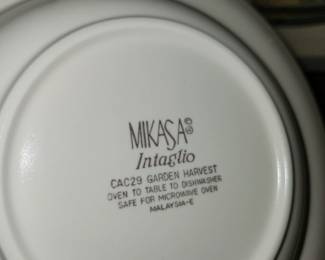 MIKASA®
Intaglio
CAC29 GARDEN HARVEST
OVEN TO TABLE TO DISHWASHER
SAFE FOR MICROWAVE OVEN
MALAYSIA-E